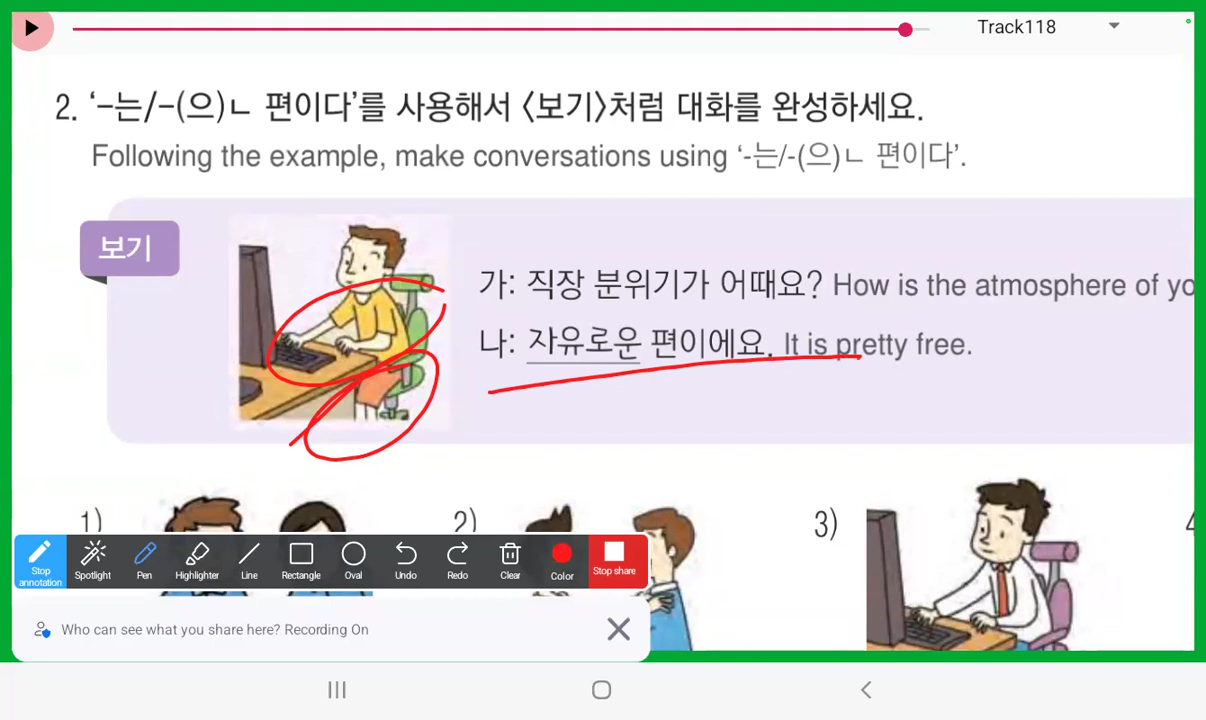 Track118
2. '-는/-(으)ㄴ 편이다'를 사용해서 〈보기〉처럼 대화를 완성하세요.
Following the example, make conversations using '-는/-(으)ㄴ 편이다'.
보기
가: 직장 분위기가 어때요? How is the atmosphere of yo
나: 자유로운 편이에요. It is pretty free.
1)
2)
3)
4
Stop annotation
Spotlight
Pen
Highlighter
Line
Rectangle
Oval
Undo
Redo
Clear
Color
Stop share
Who can see what you share here? Recording On